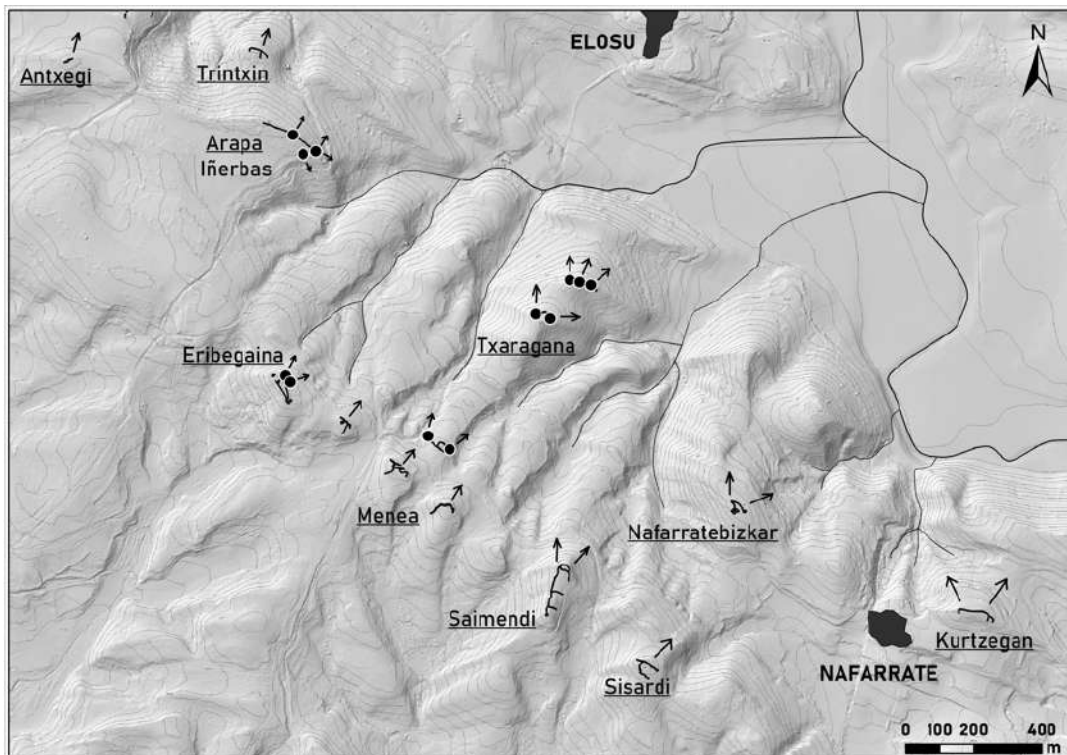 ELOSU
N
Antxegi
Trintxin
Arapa
Iñerbas
Eribegaina
Txaragana
Menea
Nafarratebizkar
Saimendi
Kurtzegan
Sisardi
NAFARRATE
0 100 200 400
m